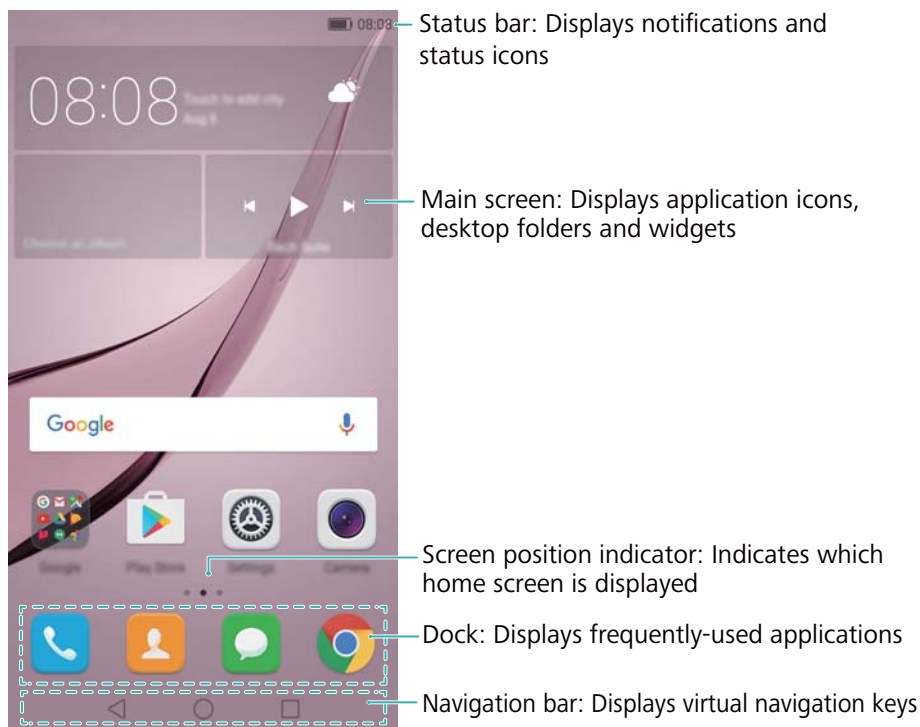 08:03
Status bar: Displays notifications and
status icons
08:08
Touch to add city
Aug 8
Main screen: Displays application icons,
desktop folders and widgets
Google
Google
Play Store
Settings
Camera
Screen position indicator: Indicates which
home screen is displayed
Dock: Displays frequently-used applications
Navigation bar: Displays virtual navigation keys